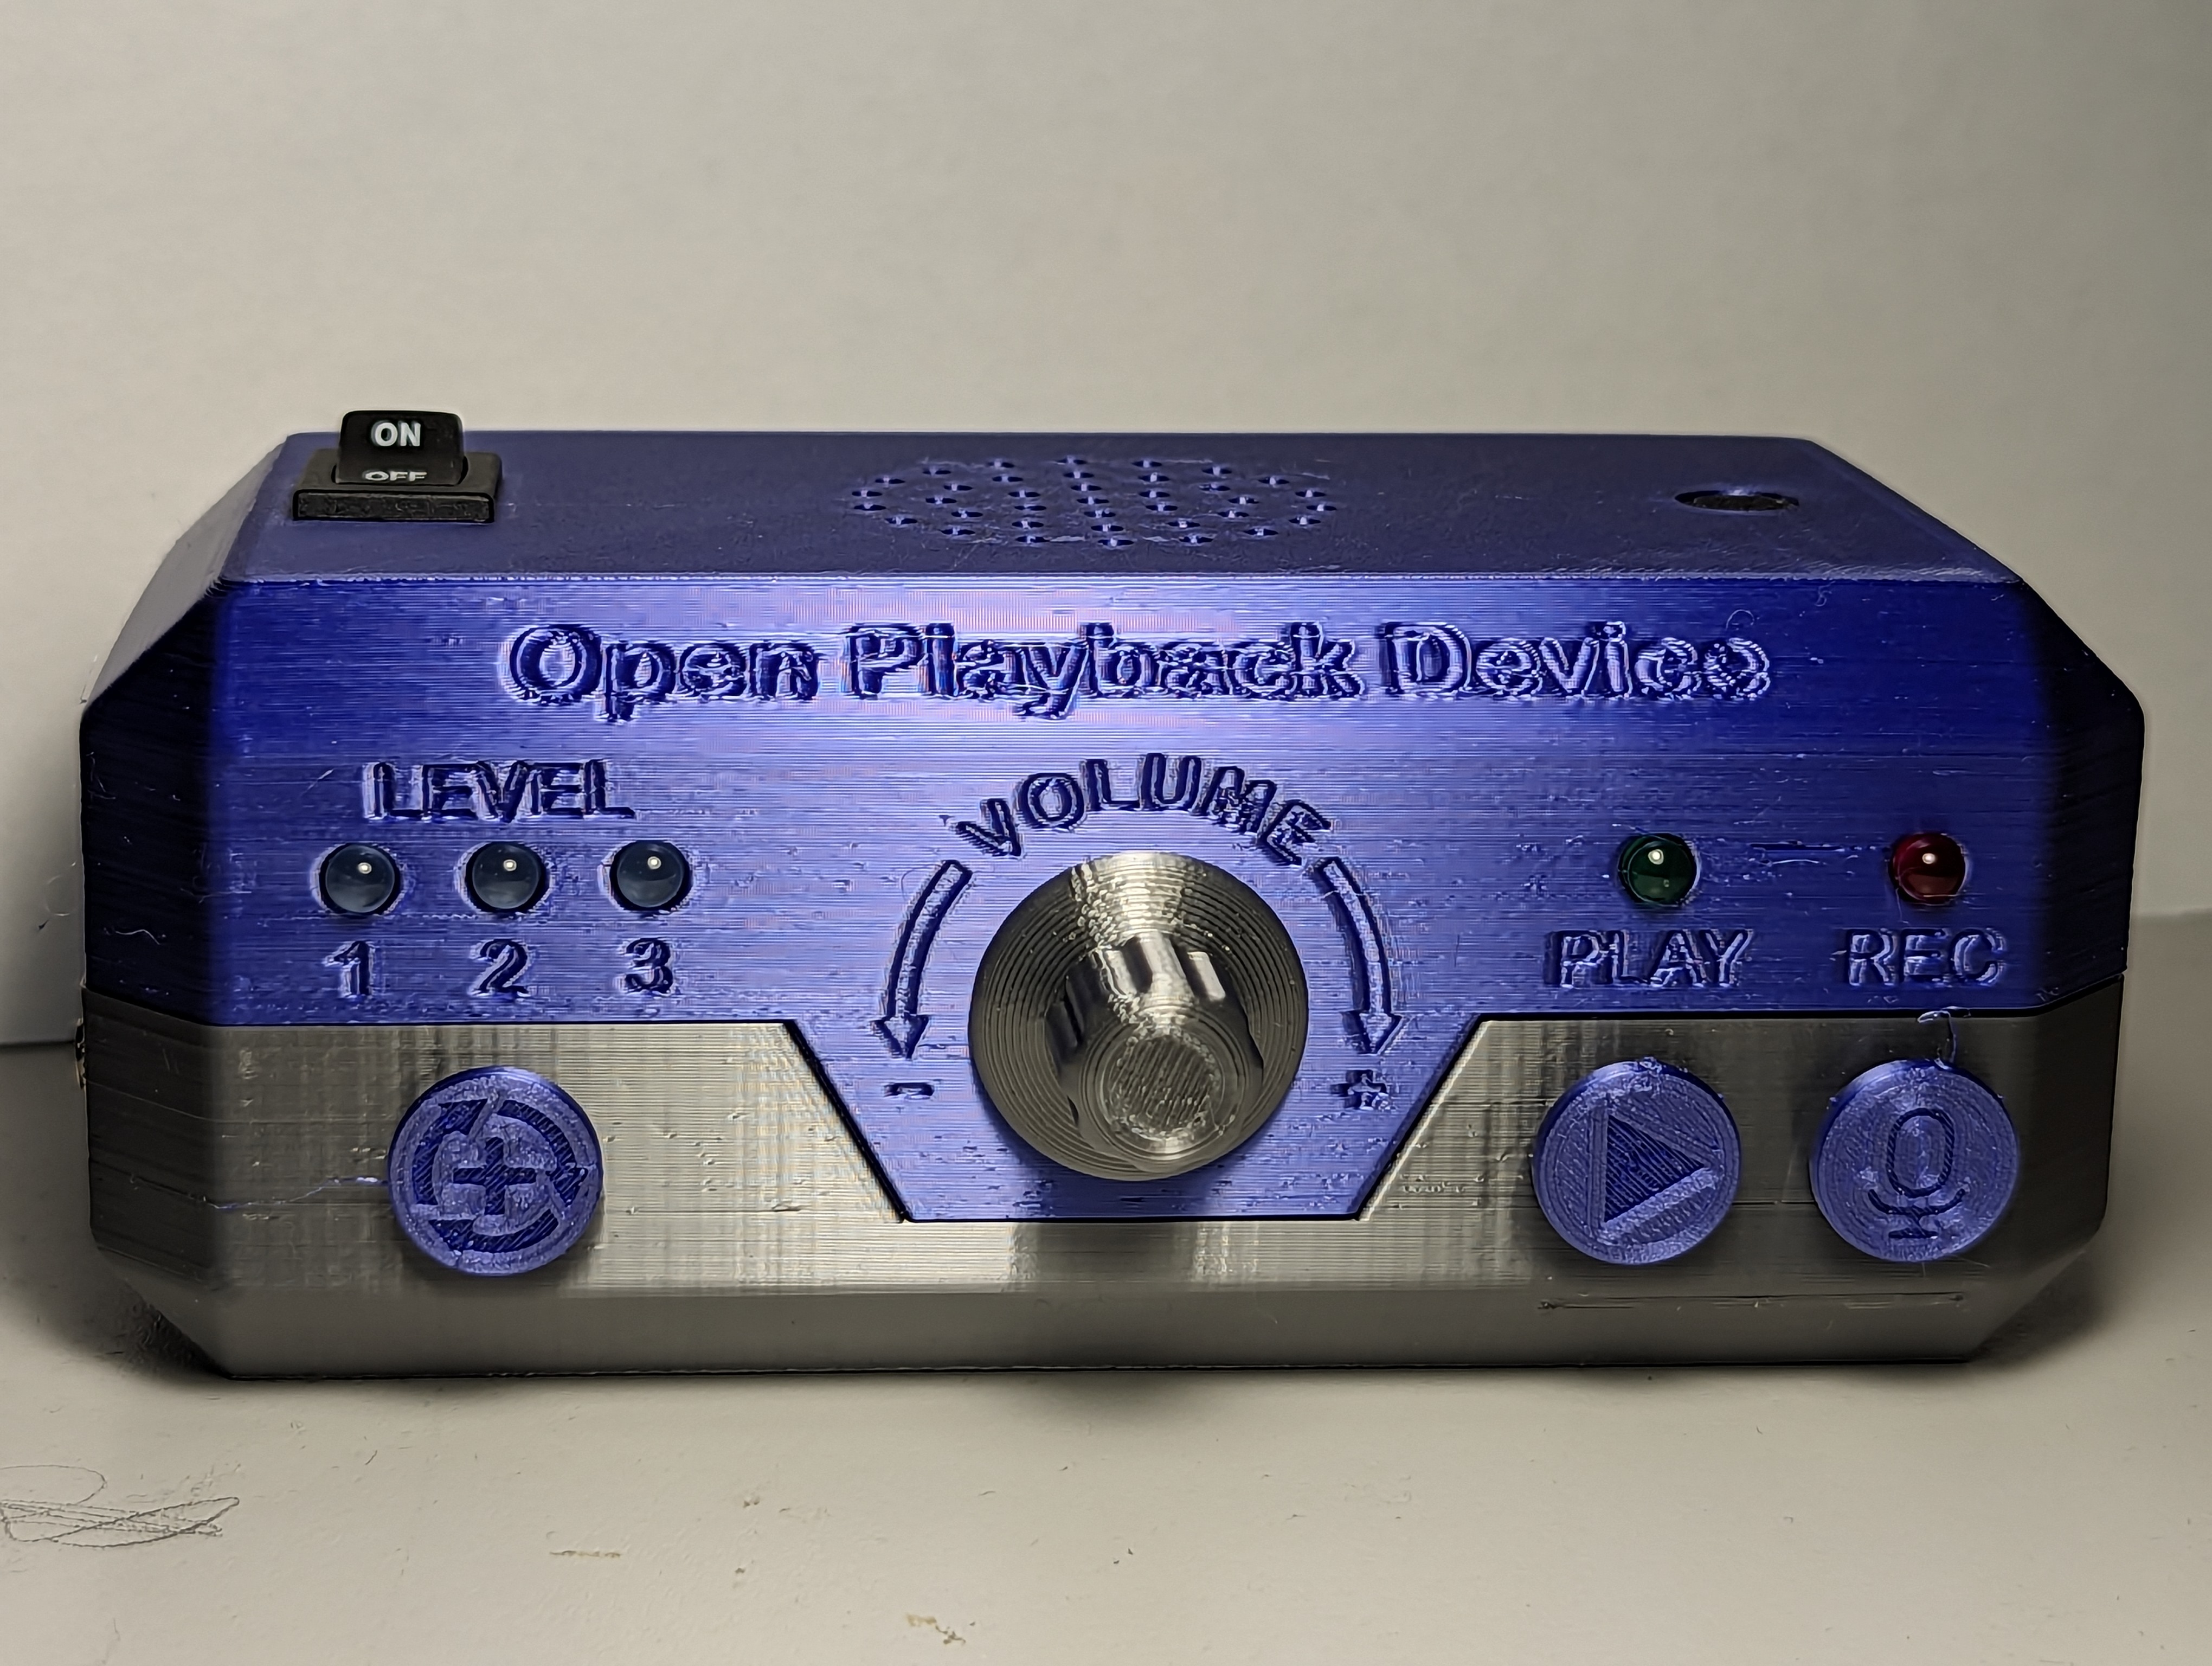 ON
OFF
Open Playback Device
LEVEL
VOLUME
1 2 3
PLAY REC
- +